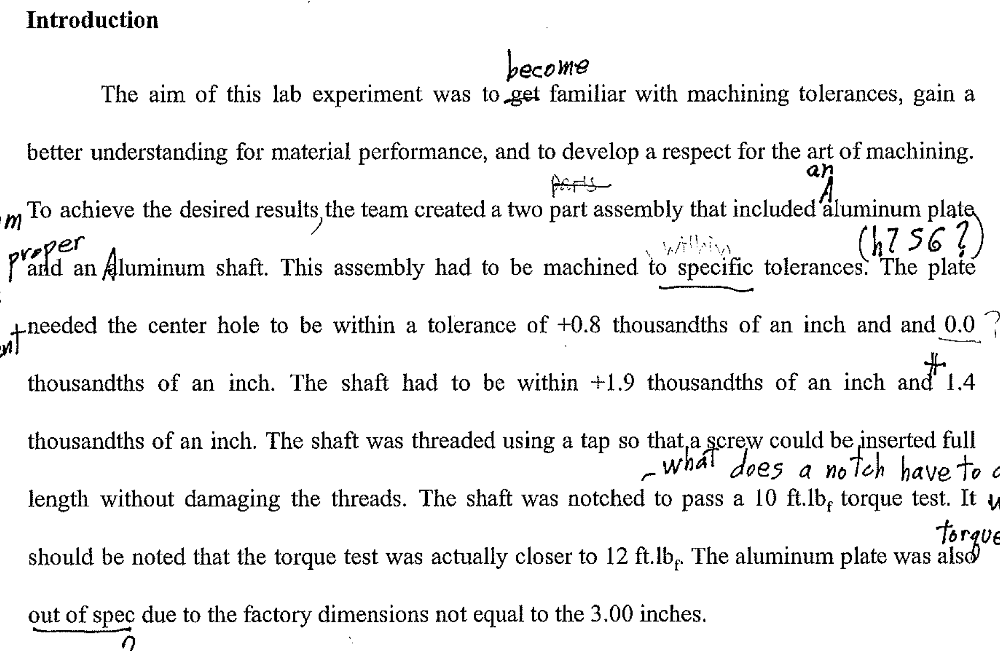 Introduction
become
The aim of this lab experiment was to get familiar with machining tolerances, gain a
better understanding for material performance, and to develop a respect for the art of machining.
parts an
m To achieve the desired results, the team created a two part assembly that included Aluminum plate
proper within (h7 S6?)
and an Aluminum shaft. This assembly had to be machined to specific tolerances. The plate
needed the center hole to be within a tolerance of +0.8 thousandths of an inch and and 0.0 ?
nt
+
thousandths of an inch. The shaft had to be within +1.9 thousandths of an inch and 1.4
thousandths of an inch. The shaft was threaded using a tap so that a screw could be inserted full
- what does a notch have to
length without damaging the threads. The shaft was notched to pass a 10 ft.lbf torque test. It
torque
should be noted that the torque test was actually closer to 12 ft.lbf. The aluminum plate was also
out of spec due to the factory dimensions not equal to the 3.00 inches.
?